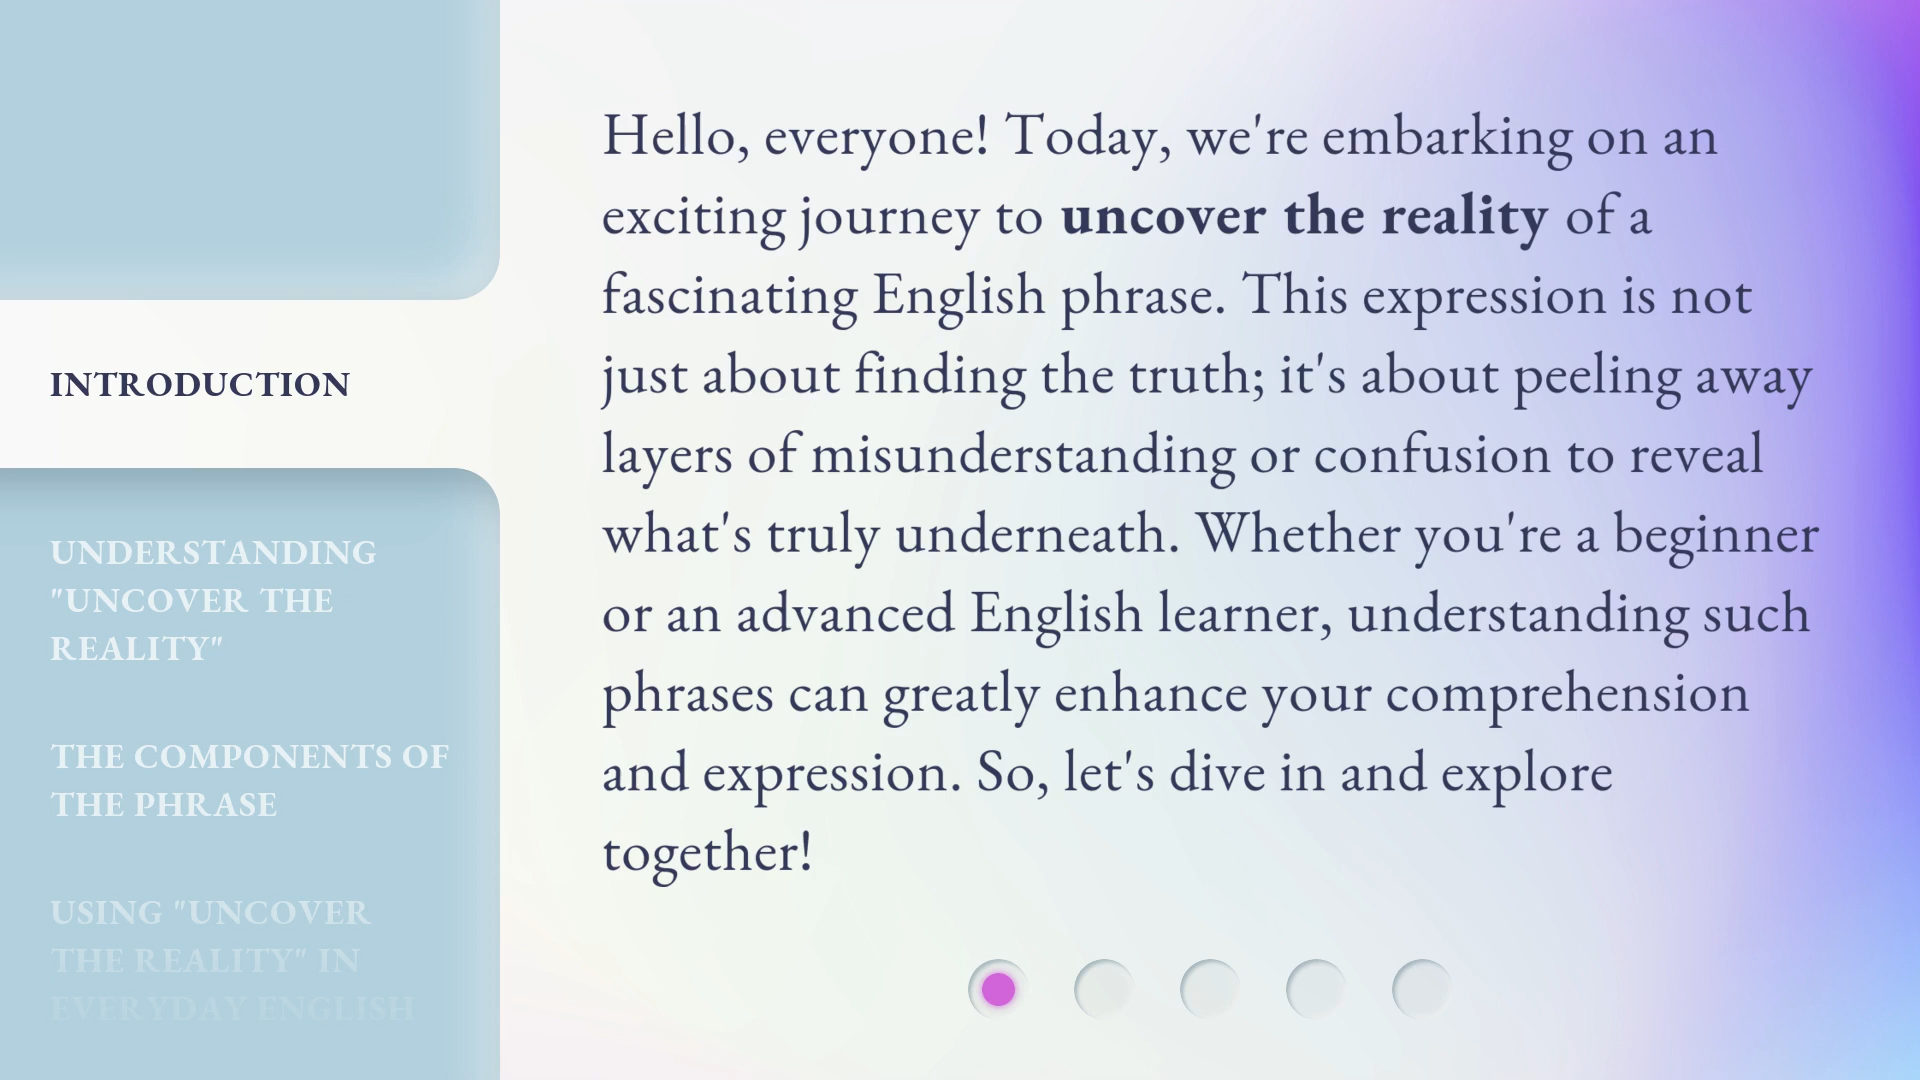 INTRODUCTION
UNDERSTANDING
"UNCOVER THE
REALITY"
THE COMPONENTS OF
THE PHRASE
USING "UNCOVER
THE REALITY" IN
EVERYDAY ENGLISH
Hello, everyone! Today, we're embarking on an
exciting journey to uncover the reality of a
fascinating English phrase. This expression is not
just about finding the truth; it's about peeling away
layers of misunderstanding or confusion to reveal
what's truly underneath. Whether you're a beginner
or an advanced English learner, understanding such
phrases can greatly enhance your comprehension
and expression. So, let's dive in and explore
together!